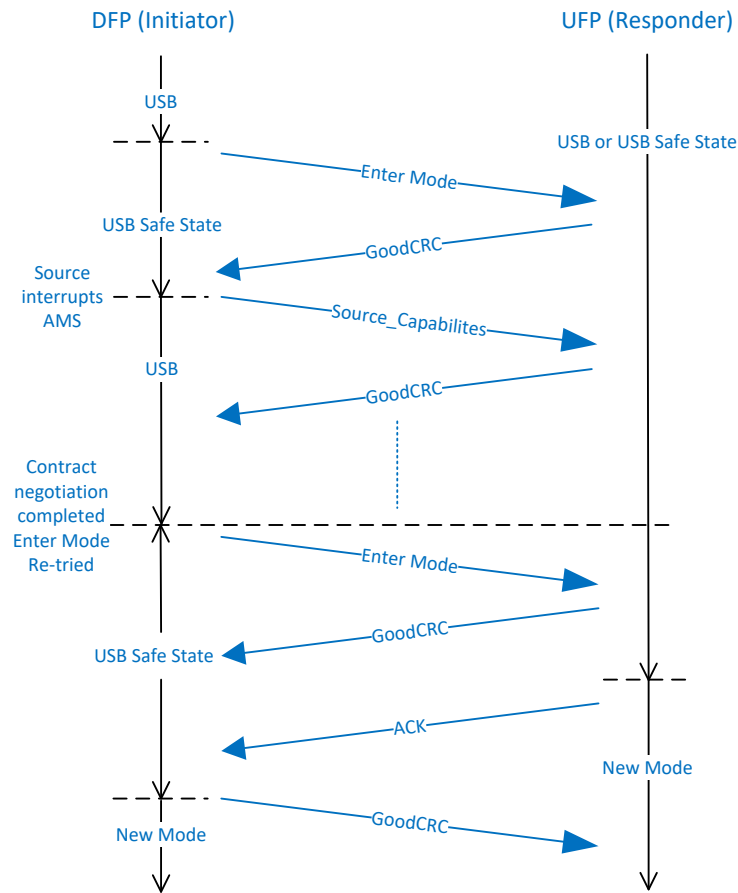 DFP (Initiator)
UFP (Responder)
USB
USB or USB Safe State
Enter Mode
USB Safe State
GoodCRC
Source
interrupts
AMS
Source_Capabilites
USB
GoodCRC
Contract
negotiation
completed
Enter Mode
Re-tried
Enter Mode
GoodCRC
USB Safe State
ACK
New Mode
GoodCRC
New Mode